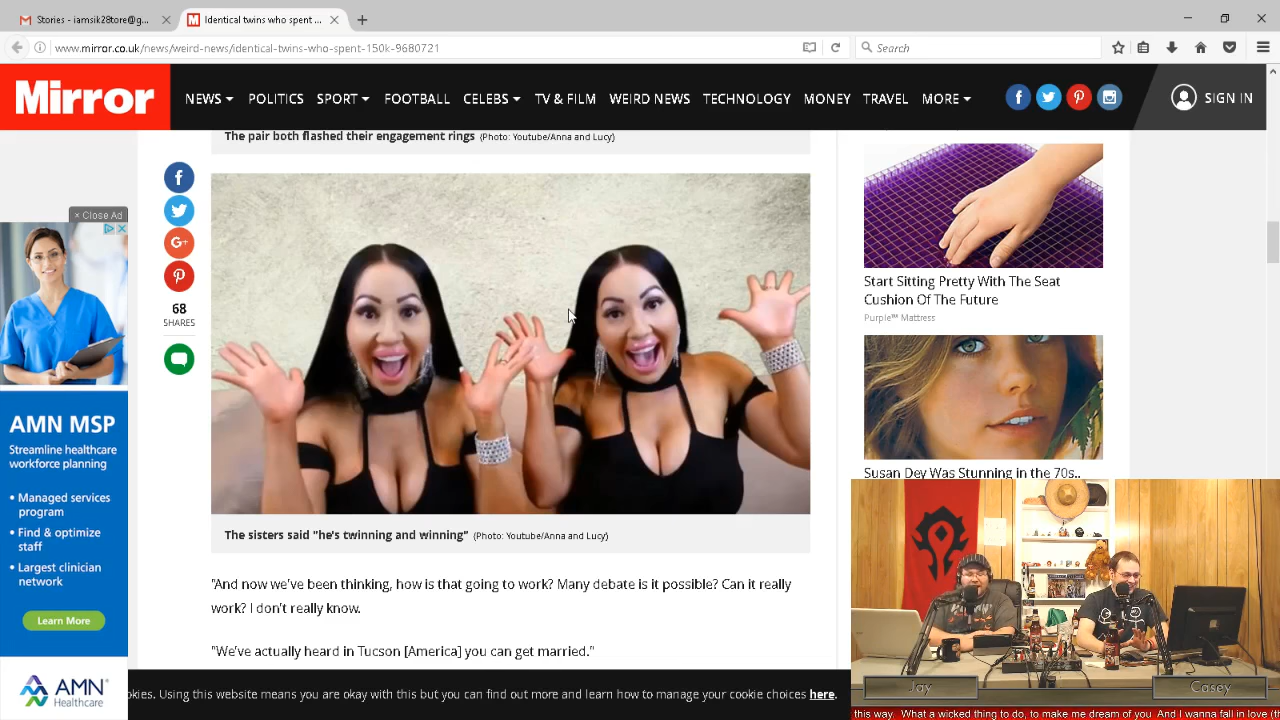 Stories - iamsik28tore@g...
Identical twins who spent ...
www.mirror.co.uk/news/weird-news/identical-twins-who-spent-150k-9680721
Search
Mirror
NEWS
POLITICS
SPORT
FOOTBALL
CELEBS
TV & FILM
WEIRD NEWS
TECHNOLOGY
MONEY
TRAVEL
MORE
SIGN IN
The pair both flashed their engagement rings (Photo: Youtube/Anna and Lucy)
68
SHARES
× Close Ad
AMN MSP
Streamline healthcare
workforce planning
• Managed services
program
• Find & optimize
staff
• Largest clinician
network
Learn More
AMN
Healthcare
The sisters said "he's twinning and winning" (Photo: Youtube/Anna and Lucy)
"And now we've been thinking, how is that going to work? Many debate is it possible? Can it really
work? I don't really know.
"We've actually heard in Tucson [America] you can get married."
okies. Using this website means you are okay with this but you can find out more and learn how to manage your cookie choices here.
Start Sitting Pretty With The Seat
Cushion Of The Future
Purple™ Mattress
Susan Dey Was Stunning in the 70s..
Jay
Casey
this way. What a wicked thing to do, to make me dream of you. And I wanna fall in love (th